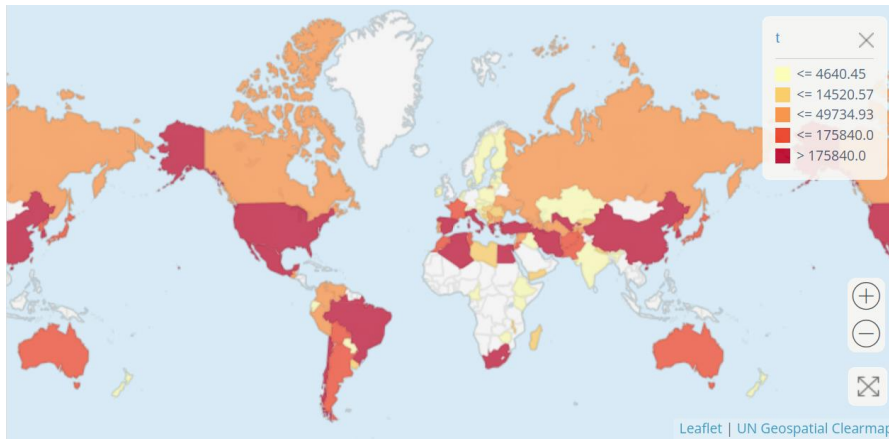 t
<= 4640.45
<= 14520.57
<= 49734.93
<= 175840.0
> 175840.0
Leaflet | UN Geospatial Clearmap